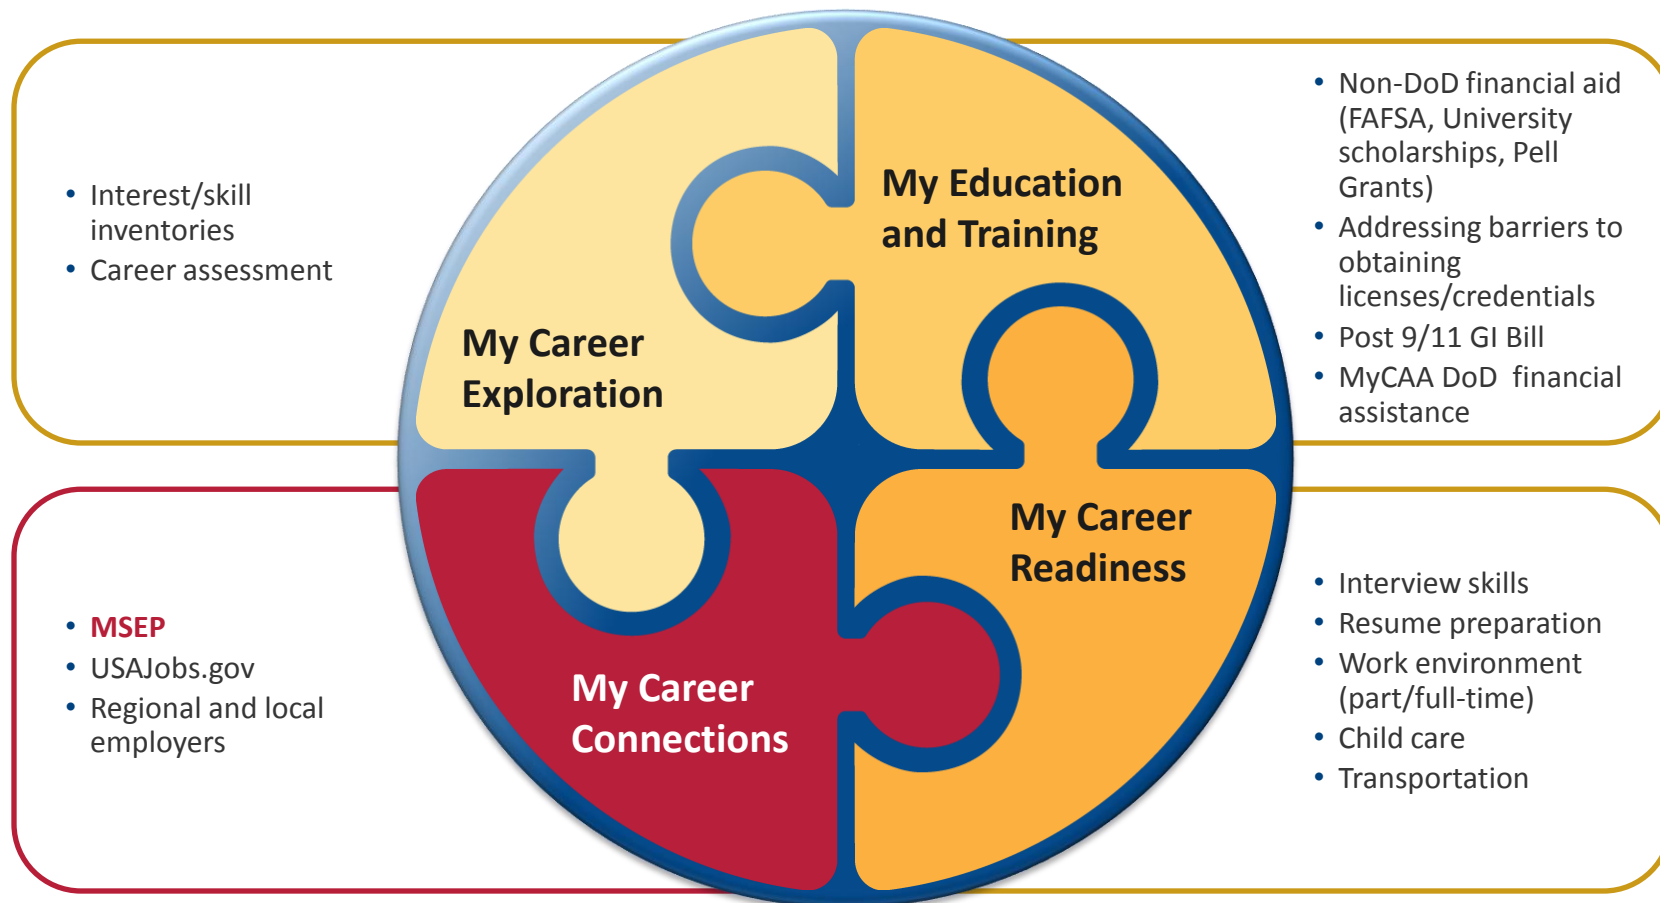 • Interest/skill
inventories
• Career assessment
My Career
Exploration
My Education
and Training
• Non-DoD financial aid
(FAFSA, University
scholarships, Pell
Grants)
• Addressing barriers to
obtaining
licenses/credentials
• Post 9/11 GI Bill
• MyCAA DoD  financial
assistance
• MSEP
• USAJobs.gov
• Regional and local
employers
My Career
Connections
My Career
Readiness
• Interview skills
• Resume preparation
• Work environment
(part/full-time)
• Child care
• Transportation